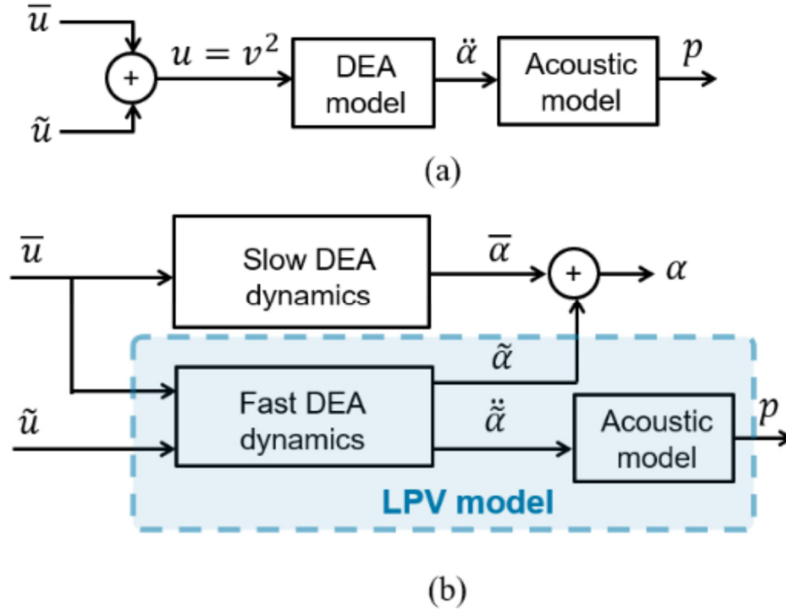 u̅
+
u = v²
DEA
model
α̈
Acoustic
model
p
ũ
(a)
u̅
Slow DEA
dynamics
α̅
+
α
α̃
ũ
Fast DEA
dynamics
α̃̈
Acoustic
model
p
LPV model
(b)